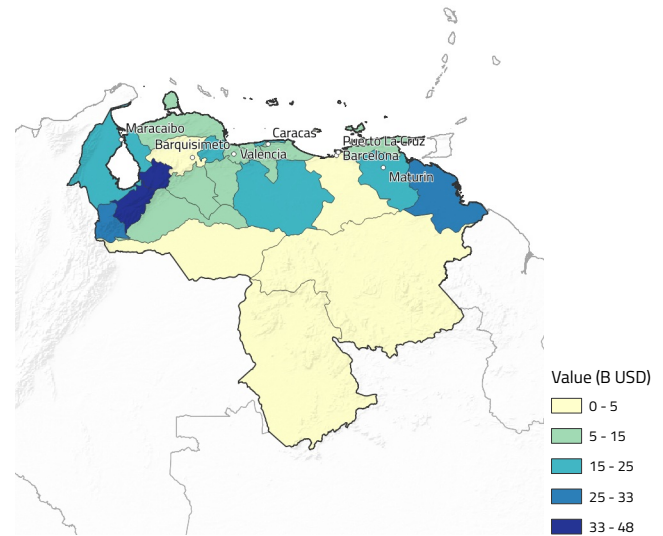 Maracaibo
Caracas
Barquisimeto
Puerto La Cruz
Valencia
Barcelona
Maturin
Value (B USD)
0 - 5
5 - 15
15 - 25
25 - 33
33 - 48